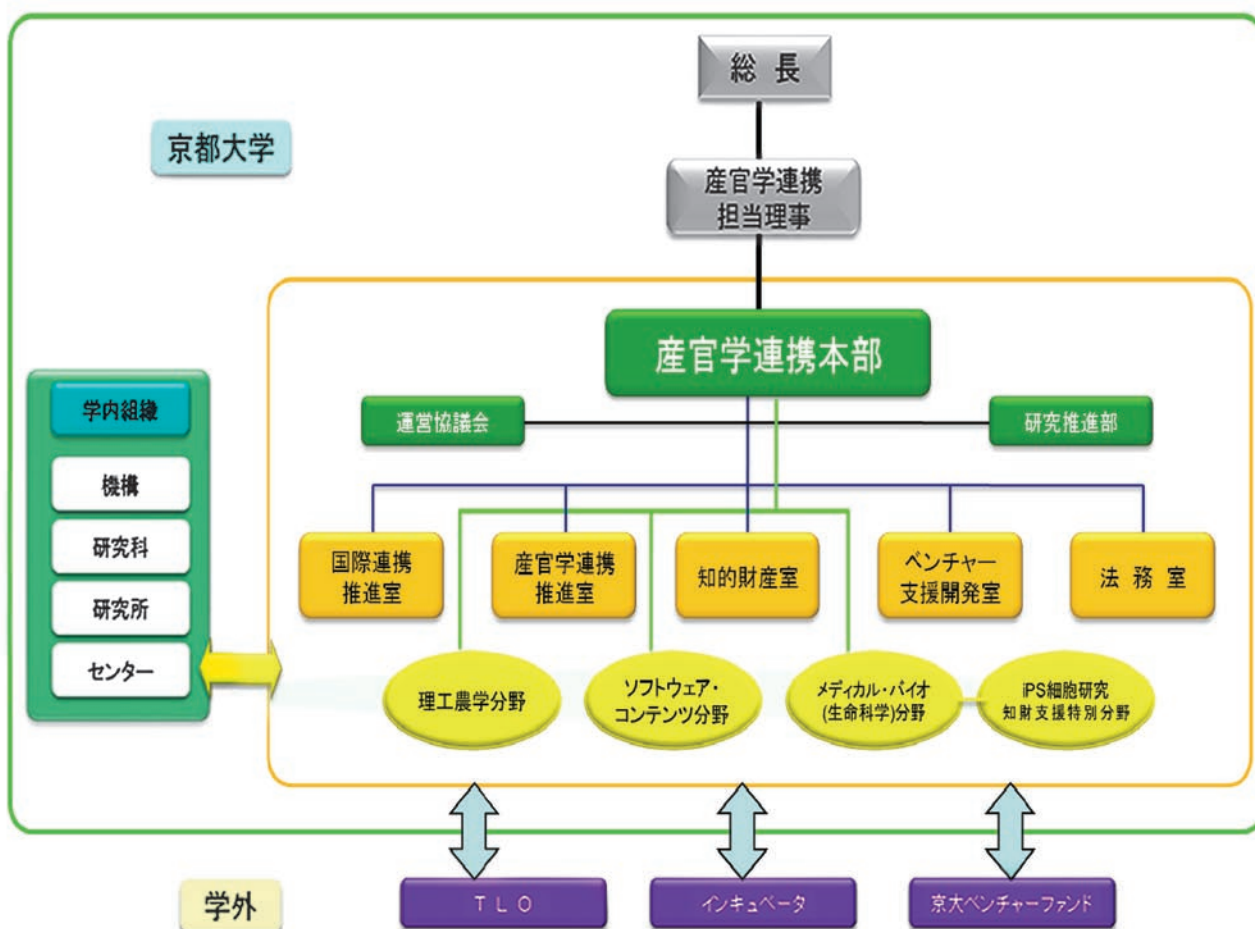 総 長
京都大学
産官学連携
担当理事
産官学連携本部
学内組織
機構
研究科
研究所
センター
運営協議会
研究推進部
国際連携
推進室
産官学連携
推進室
知的財産室
ベンチャー
支援開発室
法 務 室
理工農学分野
ソフトウェア・
コンテンツ分野
メディカル・バイオ
(生命科学)分野
iPS細胞研究
知財支援特別分野
学外
T L O
インキュベータ
京大ベンチャーファンド